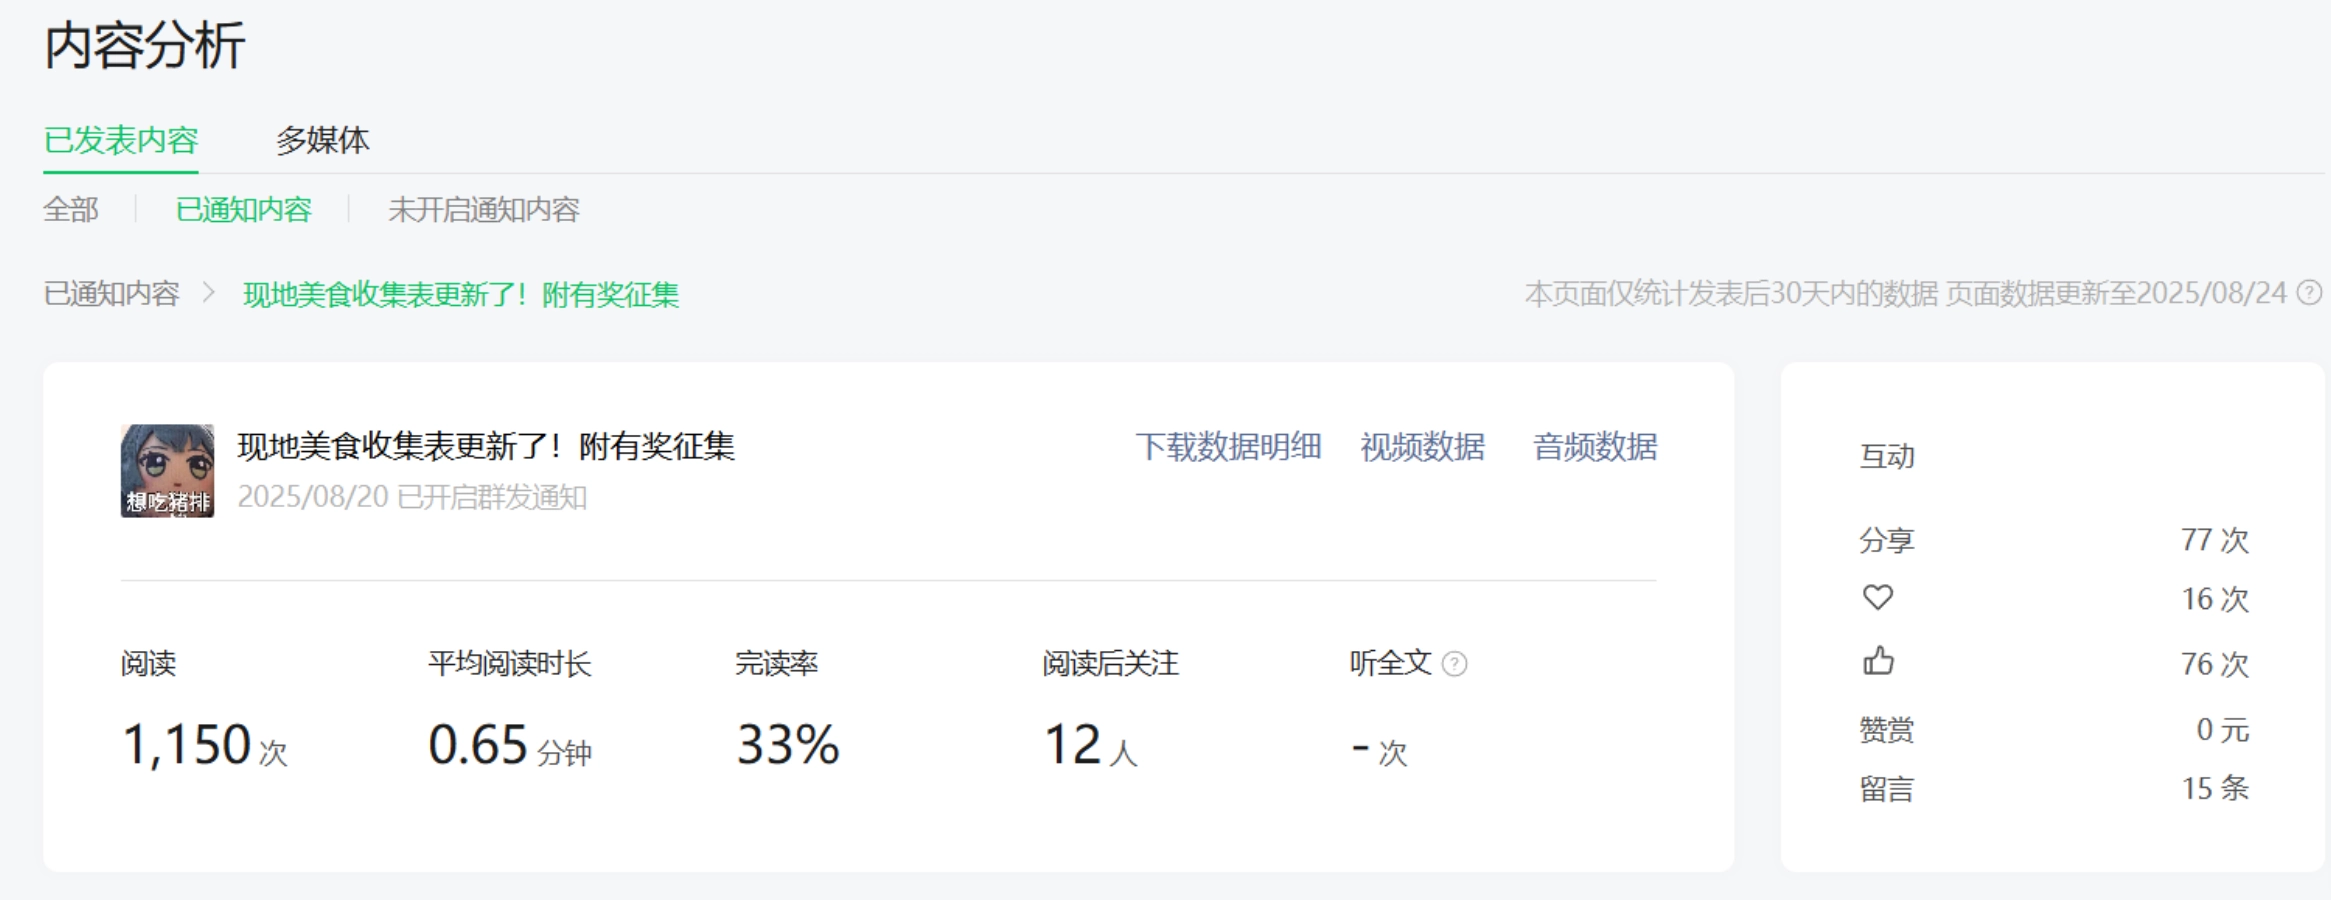 内容分析
已发表内容 多媒体
全部 已通知内容 未开启通知内容
已通知内容 > 现地美食收集表更新了！附有奖征集 本页面仅统计发表后30天内的数据 页面数据更新至2025/08/24
现地美食收集表更新了！附有奖征集 下载数据明细 视频数据 音频数据
2025/08/20 已开启群发通知
想吃猪排
阅读 平均阅读时长 完读率 阅读后关注 听全文
1,150 次 0.65 分钟 33% 12 人 - 次
互动
分享 77 次
16 次
76 次
赞赏 0 元
留言 15 条